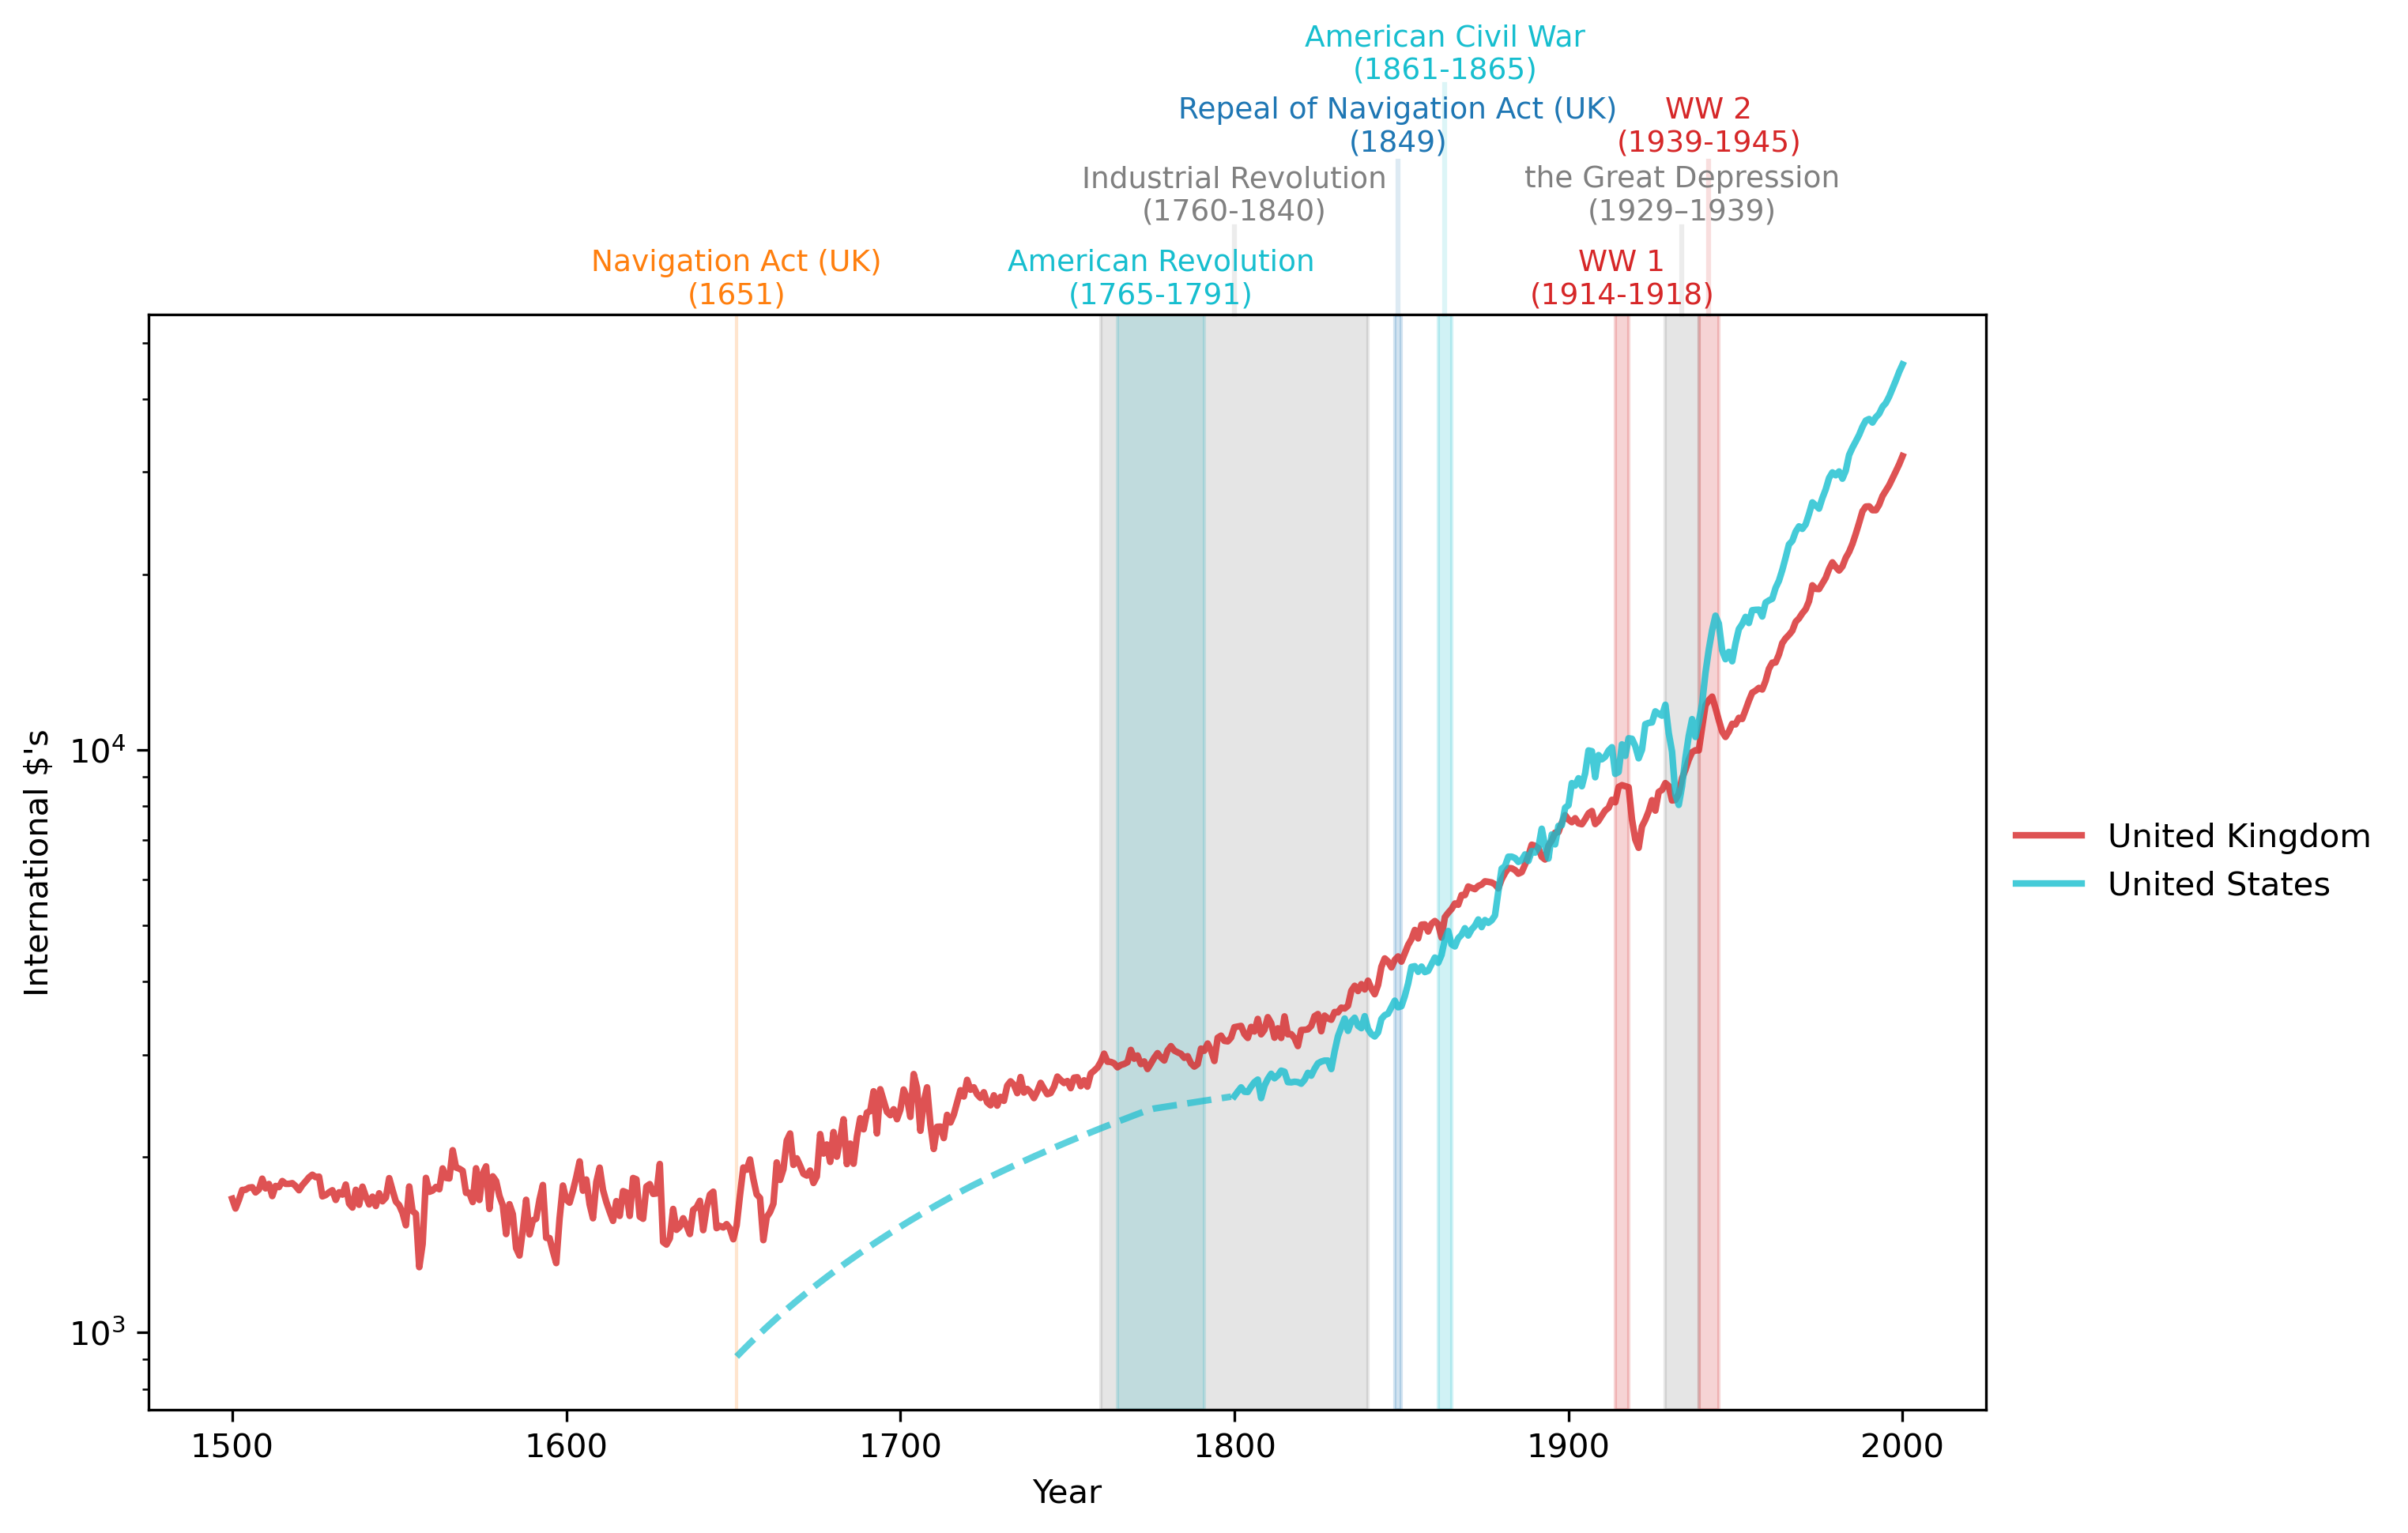 American Civil War
(1861-1865)
Repeal of Navigation Act (UK)
(1849)
WW 2
(1939-1945)
Industrial Revolution
(1760-1840)
the Great Depression
(1929–1939)
Navigation Act (UK)
(1651)
American Revolution
(1765-1791)
WW 1
(1914-1918)
International $'s
10⁴
10³
1500
1600
1700
1800
1900
2000
Year
United Kingdom
United States